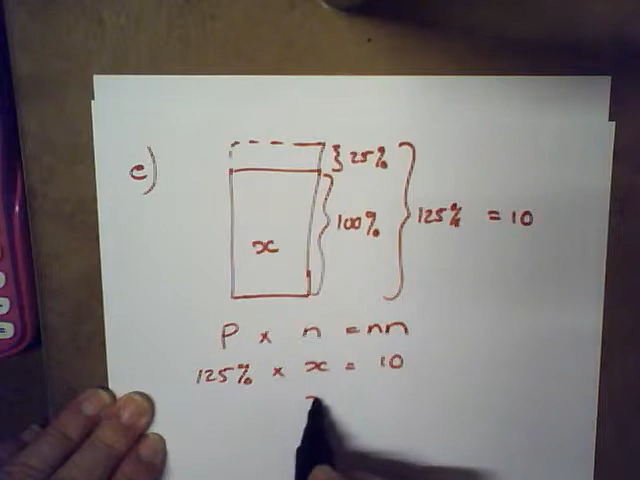 e)
25%
100%
125% = 10
x
P x n = nn
125% x x = 10